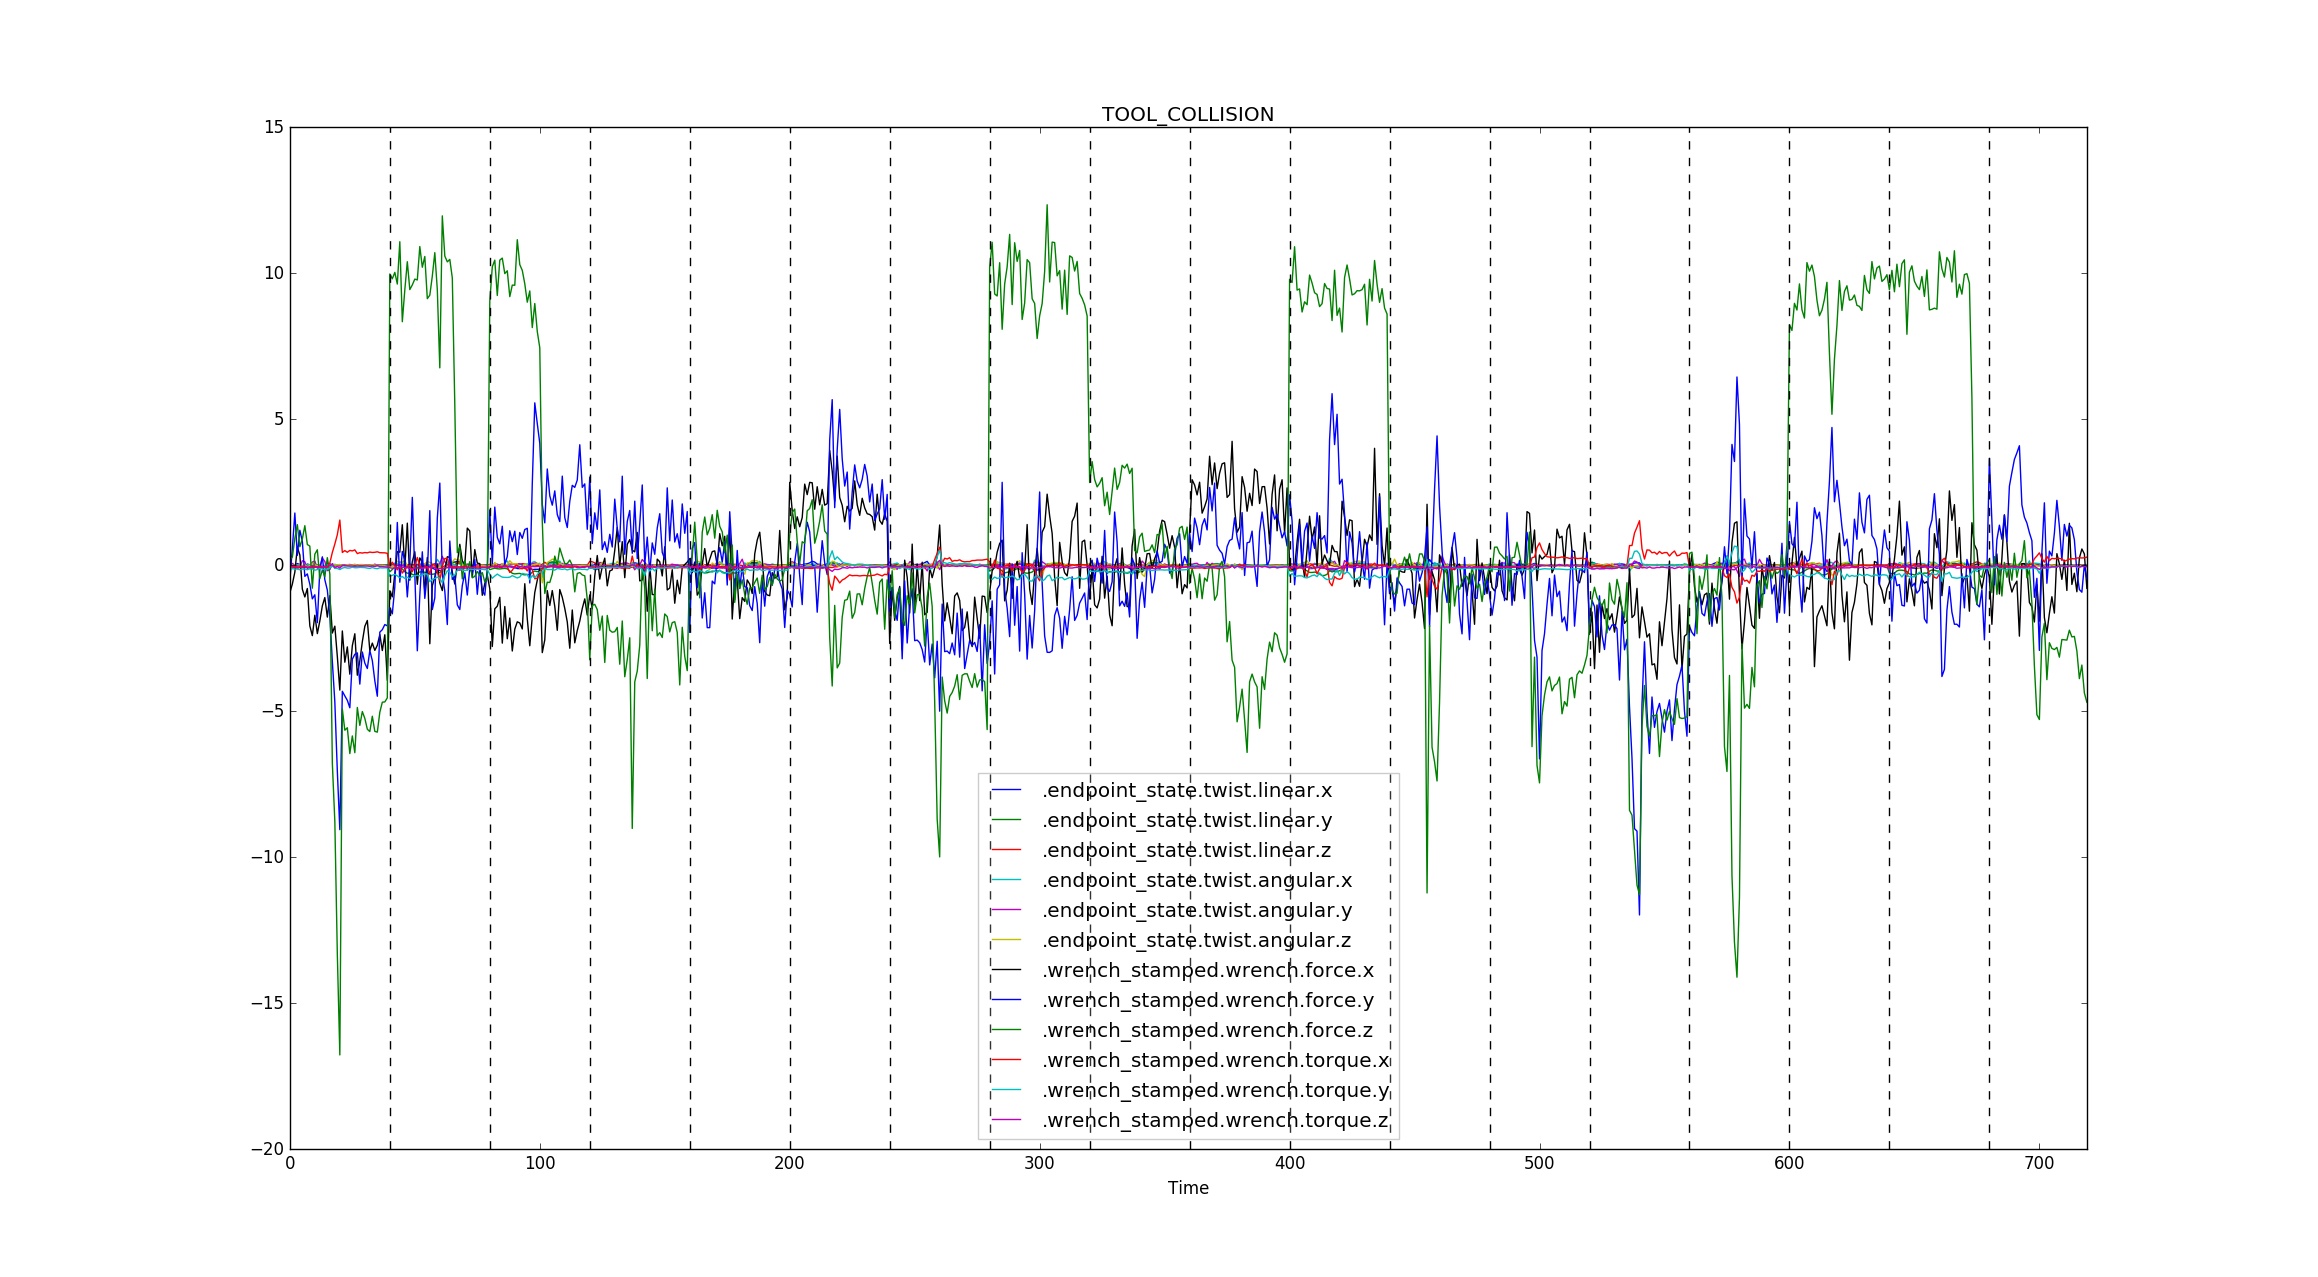 TOOL_COLLISION
15
10
5
0
−5
−10
−15
−20
0 100 200 300 400 500 600 700
Time
.endpoint_state.twist.linear.x
.endpoint_state.twist.linear.y
.endpoint_state.twist.linear.z
.endpoint_state.twist.angular.x
.endpoint_state.twist.angular.y
.endpoint_state.twist.angular.z
.wrench_stamped.wrench.force.x
.wrench_stamped.wrench.force.y
.wrench_stamped.wrench.force.z
.wrench_stamped.wrench.torque.x
.wrench_stamped.wrench.torque.y
.wrench_stamped.wrench.torque.z